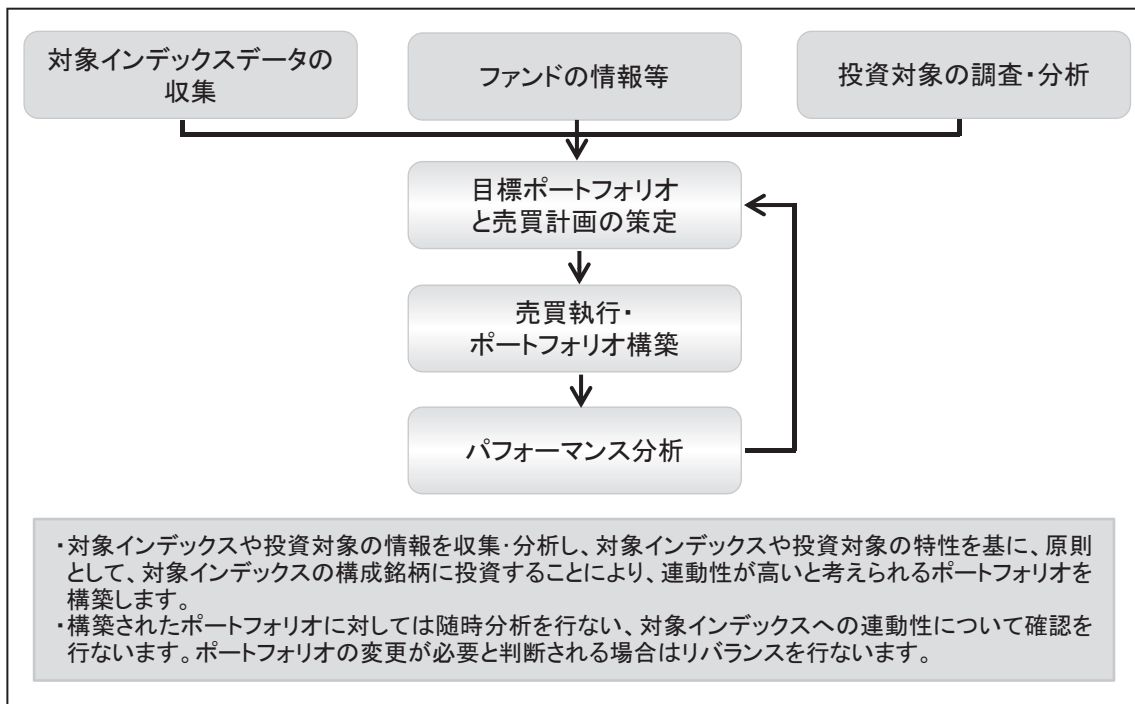 対象インデックスデータの
収集
ファンドの情報等
投資対象の調査・分析
目標ポートフォリオ
と売買計画の策定
売買執行・
ポートフォリオ構築
パフォーマンス分析
・対象インデックスや投資対象の情報を収集・分析し、対象インデックスや投資対象の特性を基に、原則
として、対象インデックスの構成銘柄に投資することにより、連動性が高いと考えられるポートフォリオを
構築します。
・構築されたポートフォリオに対しては随時分析を行ない、対象インデックスへの連動性について確認を
行ないます。ポートフォリオの変更が必要と判断される場合はリバランスを行ないます。